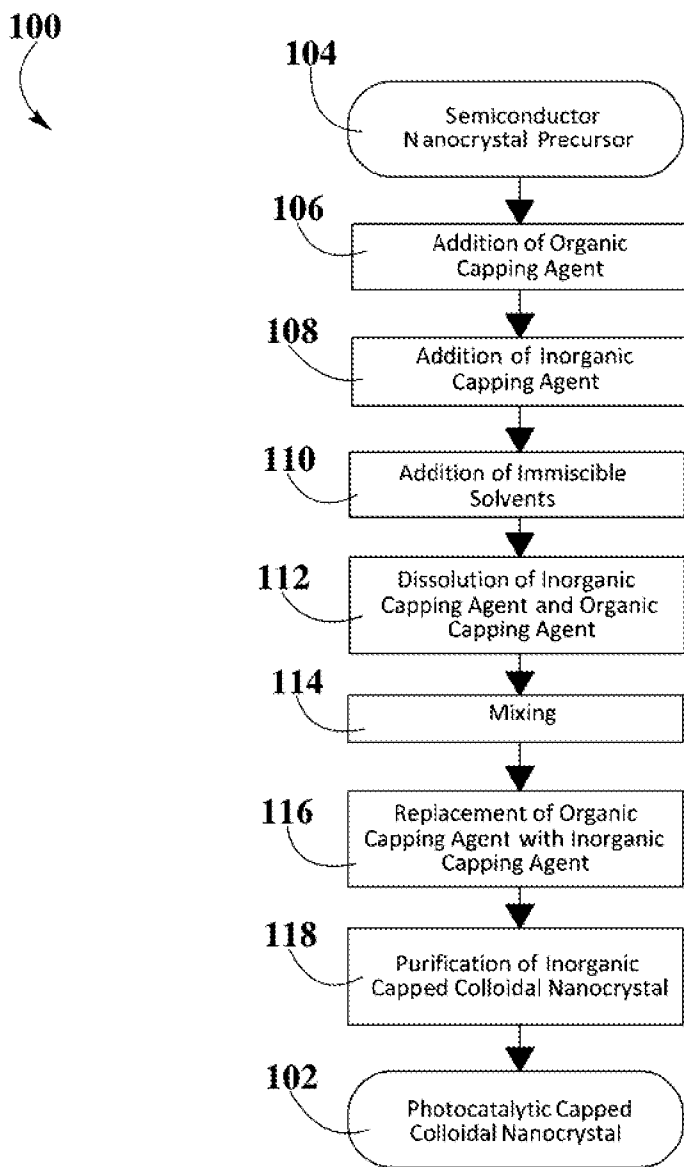 100
104
Semiconductor
Nanocrystal Precursor
106
Addition of Organic
Capping Agent
108
Addition of Inorganic
Capping Agent
110
Addition of Immiscible
Solvents
112
Dissolution of Inorganic
Capping Agent and Organic
Capping Agent
114
Mixing
116
Replacement of Organic
Capping Agent with Inorganic
Capping Agent
118
Purification of Inorganic
Capped Colloidal Nanocrystal
102
Photocatalytic Capped
Colloidal Nanocrystal